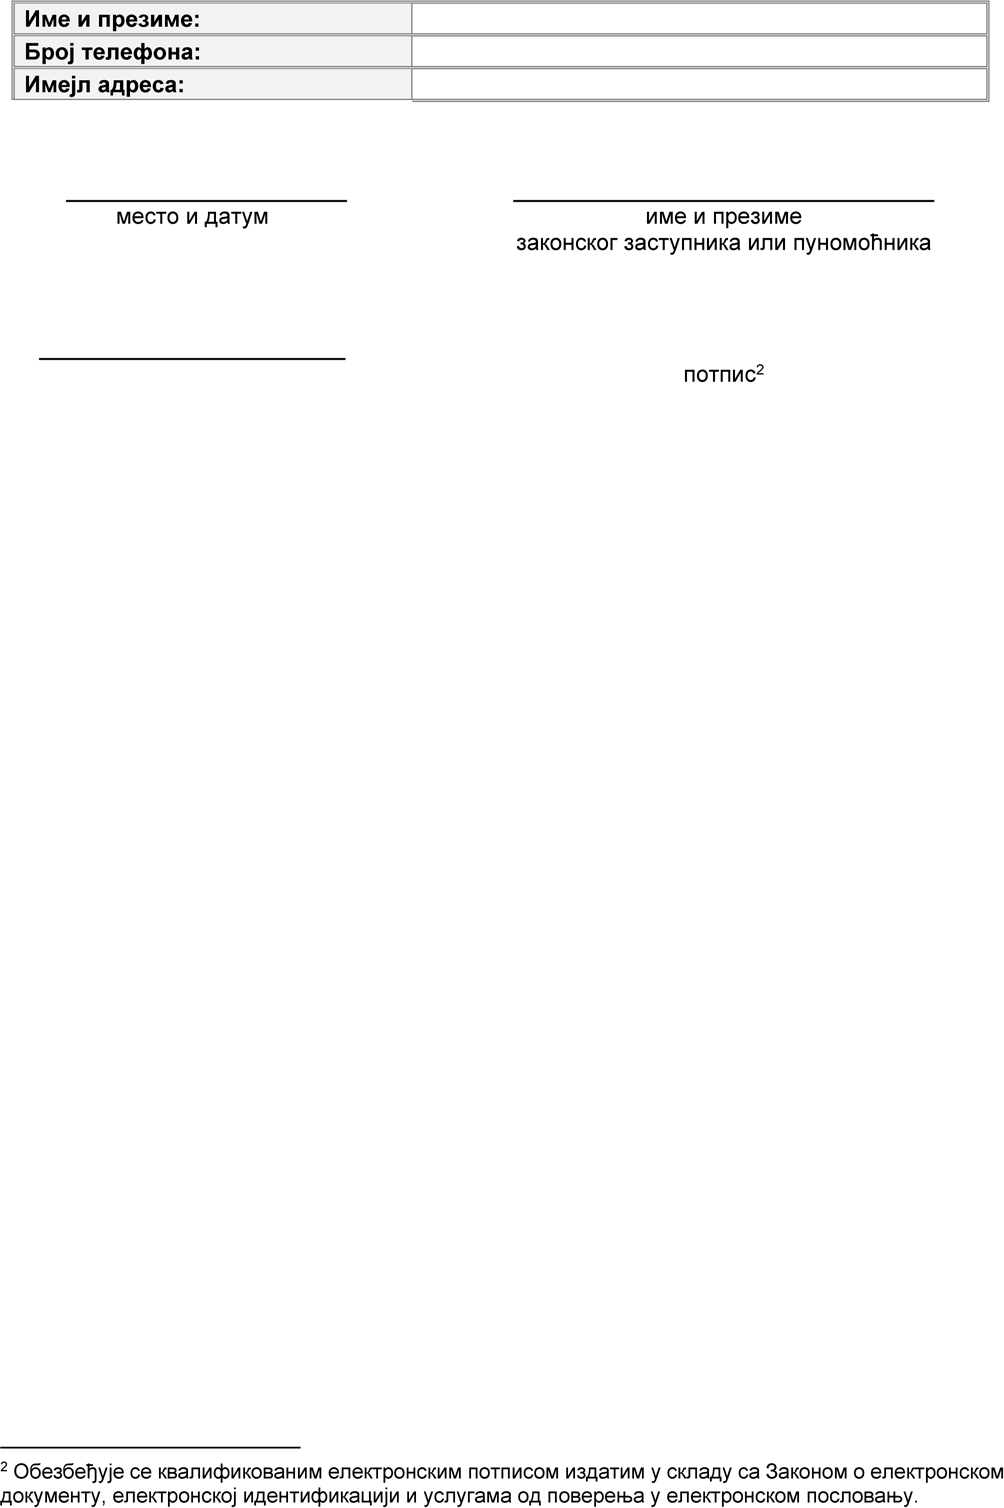 Име и презиме:
Број телефона:
Имејл адреса:
место и датум
име и презиме
законског заступника или пуномоћника
потпис²
² Обезбеђује се квалификованим електронским потписом издатим у складу са Законом о електронском
документу, електронској идентификацији и услугама од поверења у електронском пословању.